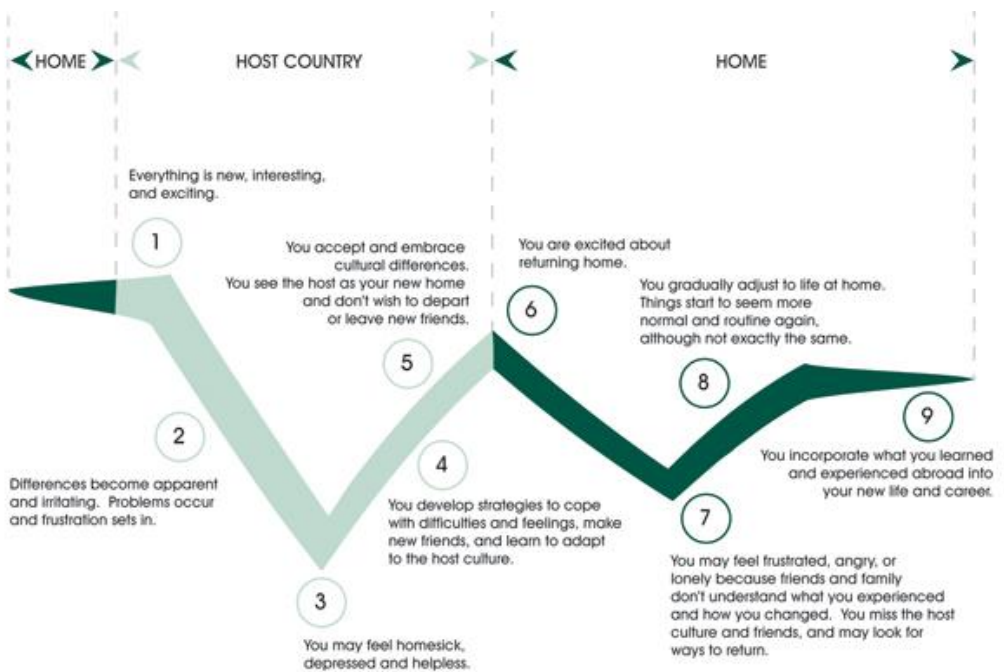 HOME
HOST COUNTRY
HOME
Everything is new, interesting,
and exciting.
1
2
Differences become apparent
and irritating. Problems occur
and frustration sets in.
3
You may feel homesick,
depressed and helpless.
4
You develop strategies to cope
with difficulties and feelings, make
new friends, and learn to adapt
to the host culture.
You accept and embrace
cultural differences.
You see the host as your new home
and don't wish to depart
or leave new friends.
5
You are excited about
returning home.
6
7
You may feel frustrated, angry, or
lonely because friends and family
don't understand what you experienced
and how you changed. You miss the host
culture and friends, and may look for
ways to return.
You gradually adjust to life at home.
Things start to seem more
normal and routine again,
although not exactly the same.
8
9
You incorporate what you learned
and experienced abroad into
your new life and career.